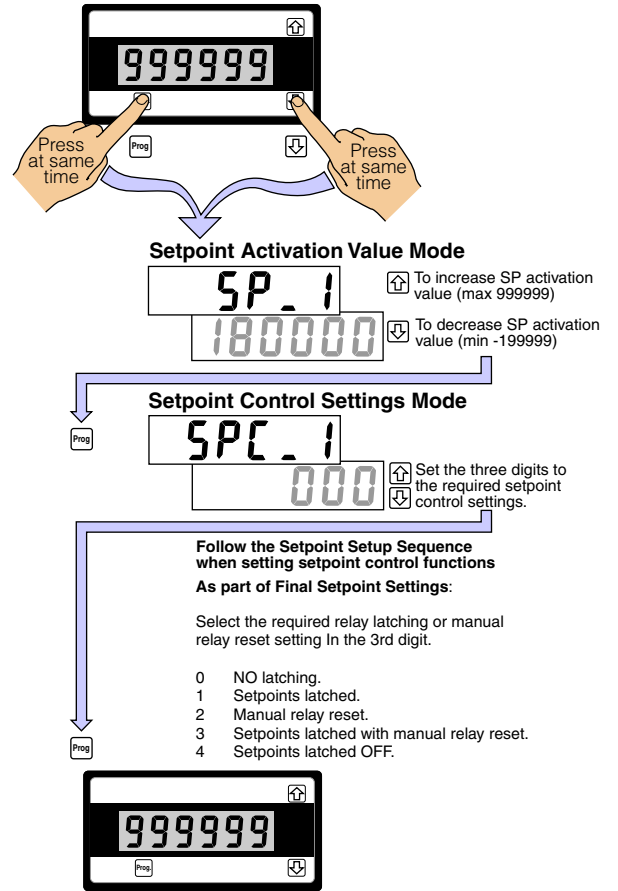 999999
Press
at same
time
Prog
Press
at same
time
Setpoint Activation Value Mode
SP_1
180000
To increase SP activation
value (max 999999)
To decrease SP activation
value (min -199999)
Prog
Setpoint Control Settings Mode
SPC_1
000
Set the three digits to
the required setpoint
control settings.
Follow the Setpoint Setup Sequence
when setting setpoint control functions
As part of Final Setpoint Settings:
Select the required relay latching or manual
relay reset setting In the 3rd digit.
0 NO latching.
1 Setpoints latched.
2 Manual relay reset.
3 Setpoints latched with manual relay reset.
4 Setpoints latched OFF.
Prog
999999
Prog.